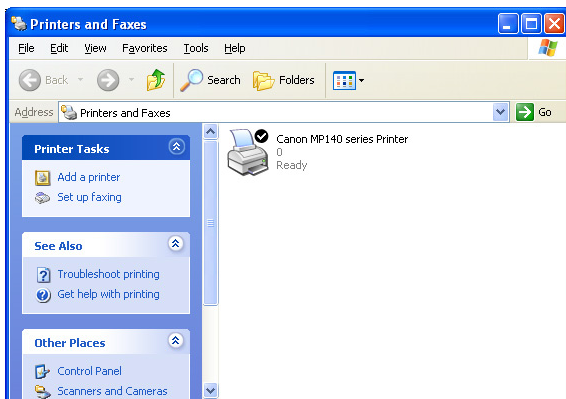 Printers and Faxes
File Edit View Favorites Tools Help
Back Search Folders
Address Printers and Faxes Go
Printer Tasks
Add a printer
Set up faxing
See Also
Troubleshoot printing
Get help with printing
Other Places
Control Panel
Scanners and Cameras
Canon MP140 series Printer
0
Ready